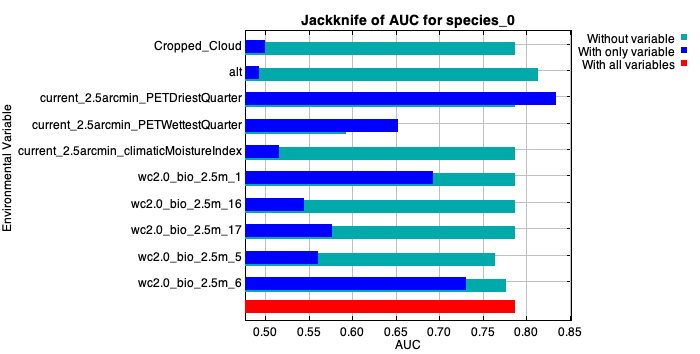 Jackknife of AUC for species_0
Without variable
With only variable
With all variables
Environmental Variable
Cropped_Cloud
alt
current_2.5arcmin_PETDriestQuarter
current_2.5arcmin_PETWettestQuarter
current_2.5arcmin_climaticMoistureIndex
wc2.0_bio_2.5m_1
wc2.0_bio_2.5m_16
wc2.0_bio_2.5m_17
wc2.0_bio_2.5m_5
wc2.0_bio_2.5m_6
0.50 0.55 0.60 0.65 0.70 0.75 0.80 0.85
AUC